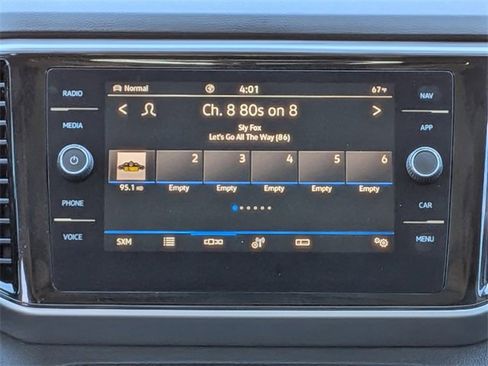 RADIO
MEDIA
PHONE
VOICE
Normal
4:01
67°F
< Ch. 8 80s on 8 >
Sly Fox
Let's Go All The Way (86)
2 3 4 5 6
95.1 HD Empty Empty Empty Empty Empty
SXM
NAV
APP
CAR
MENU